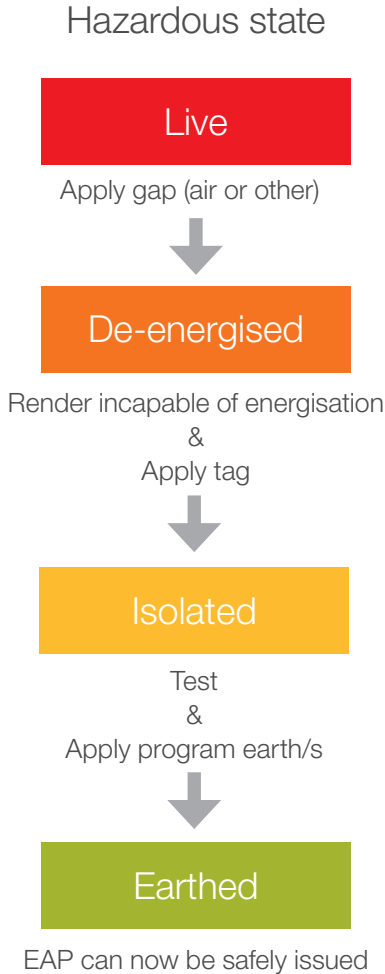 Hazardous state
Live
Apply gap (air or other)
De-energised
Render incapable of energisation
&
Apply tag
Isolated
Test
&
Apply program earth/s
Earthed
EAP can now be safely issued